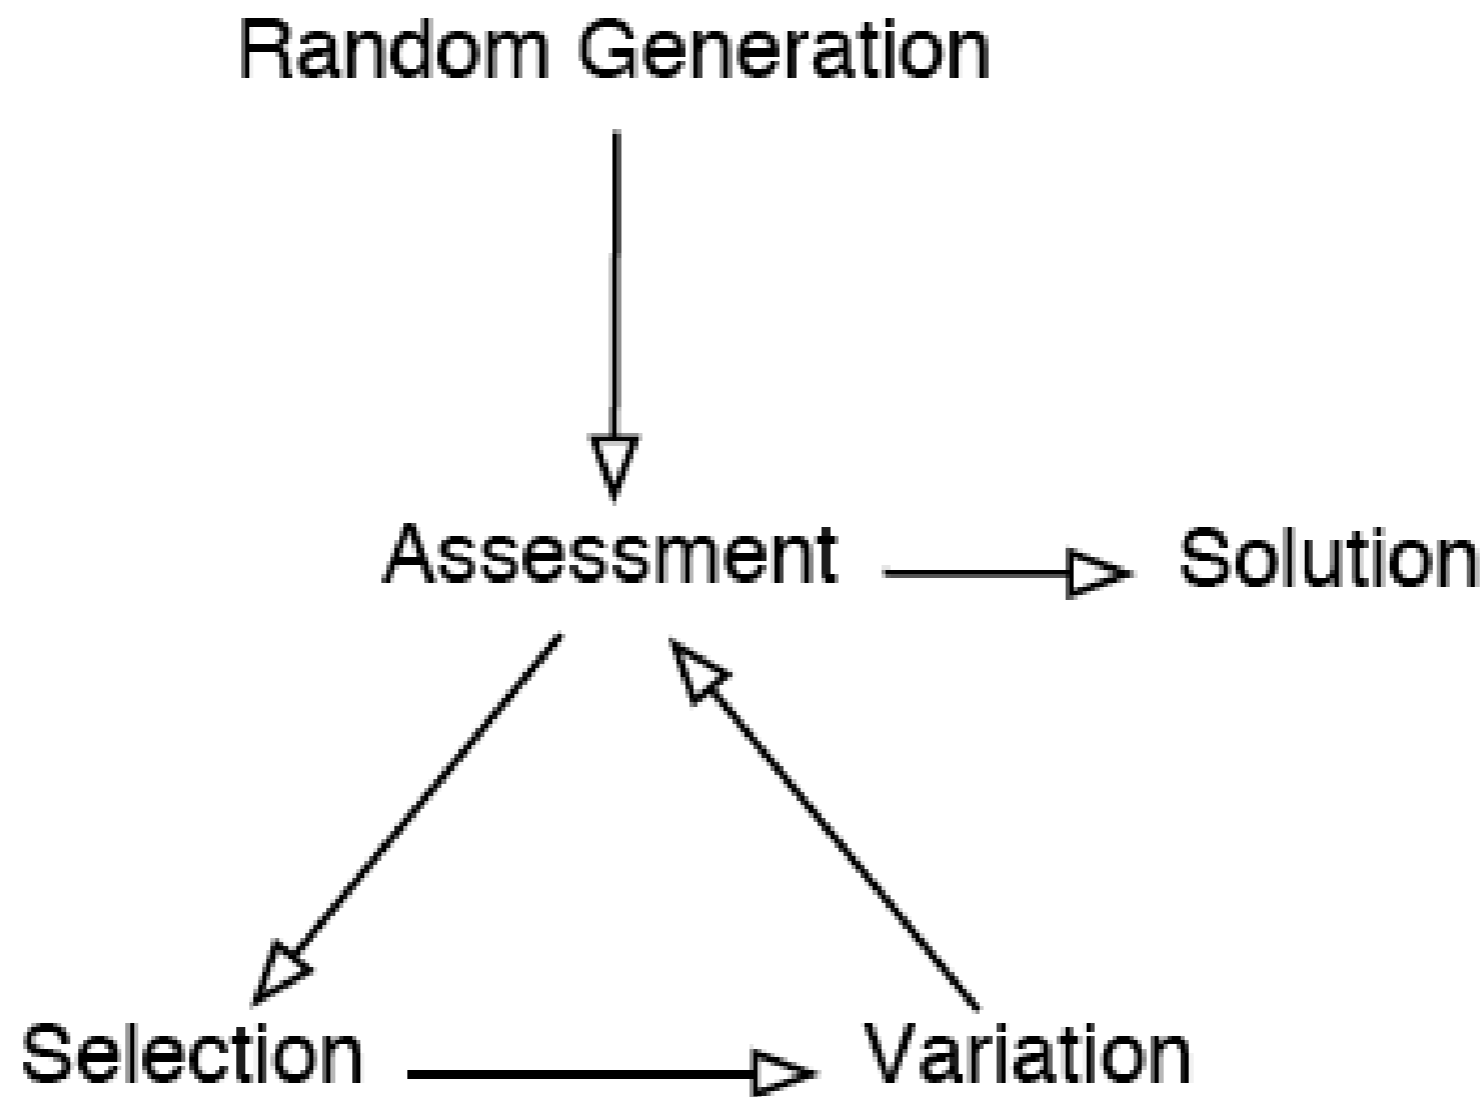 Random Generation
Assessment
Solution
Selection
Variation